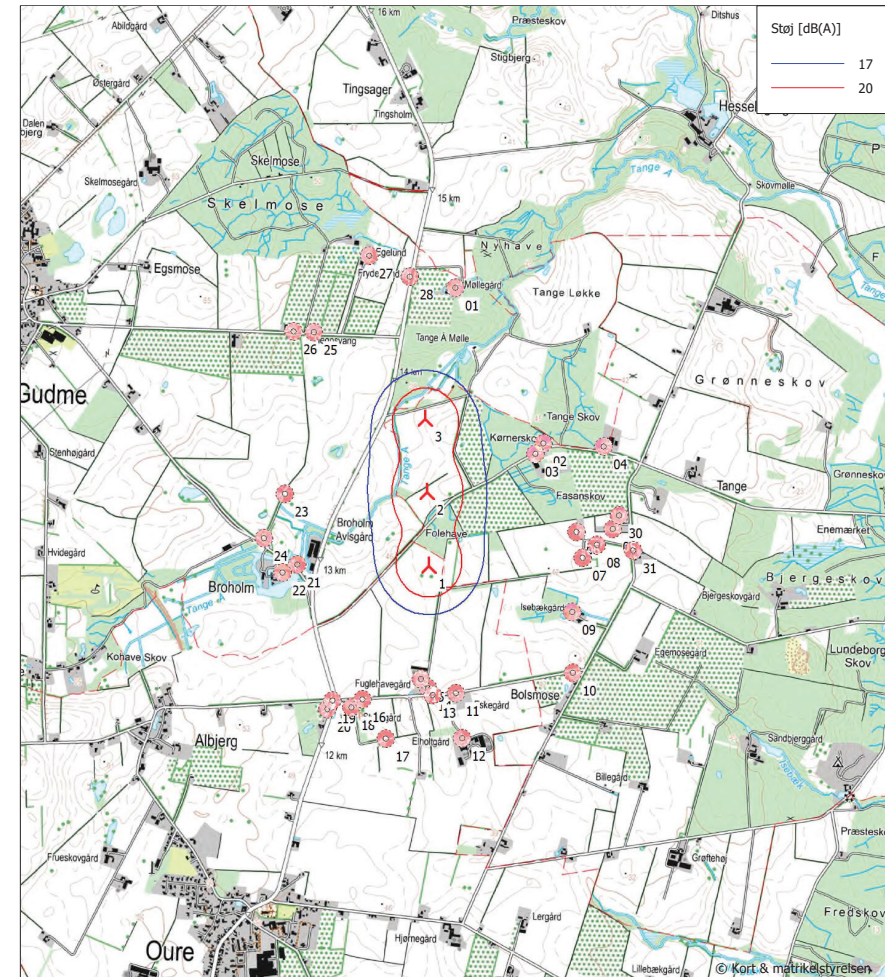 Støj [dB(A)]
17
20
16 km
Præsteskov
Ditshus
Abildgård
Stigbjerg
Østergård
Tingsager
Tingsholm
Dalen
bjerg
Skelmose
Skelmosegård
Tange Å
Skovmølle
15 km
Skelmose
Nyhave
Egelund
Egsmose
27
28
Møllegård
01
Tange Løkke
Tange Å Mølle
26
25
Gudme
14 km
Grønneskov
Tange Skov
Stenhøjgård
3
Kørnerskov
02
03
04
Tange
Grønneskov
Tange Å
Fasanskov
23
2
Broholm
Avlsgård
Folehave
30
Enemærket
Hvidegård
24
08
07
31
21
22
13 km
1
Broholm
Bjergeskov
Tange Å
Isebækgård
Bjergeskovgård
09
Kohave Skov
Egemosegård
Lundeborg
Skov
Fuglehavegård
10
Bolsmose
11
13
16
19
18
20
Albjerg
17
Elholtgård
12
12 km
Sandbjerggård
Billegård
Isebæk
Frueskovgård
Grøftehøj
Præsteskov
Oure
Lergård
Hjørnegård
Fredskov
Lillebækgård
© Kort & matrikelstyrelsen